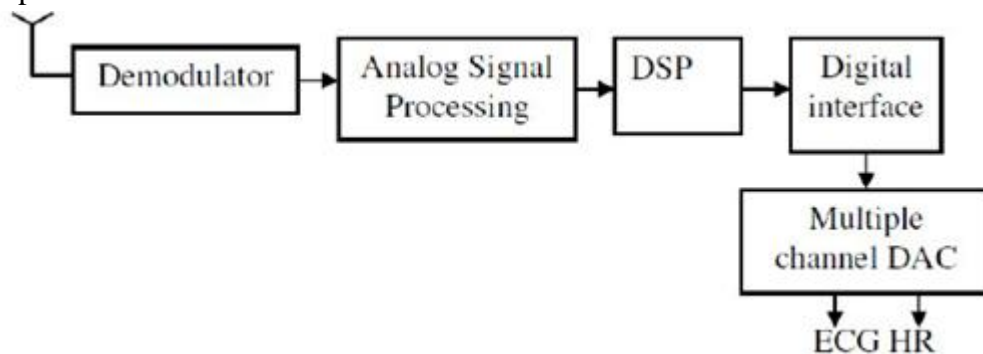 Demodulator
Analog Signal
Processing
DSP
Digital
interface
Multiple
channel DAC
ECG HR